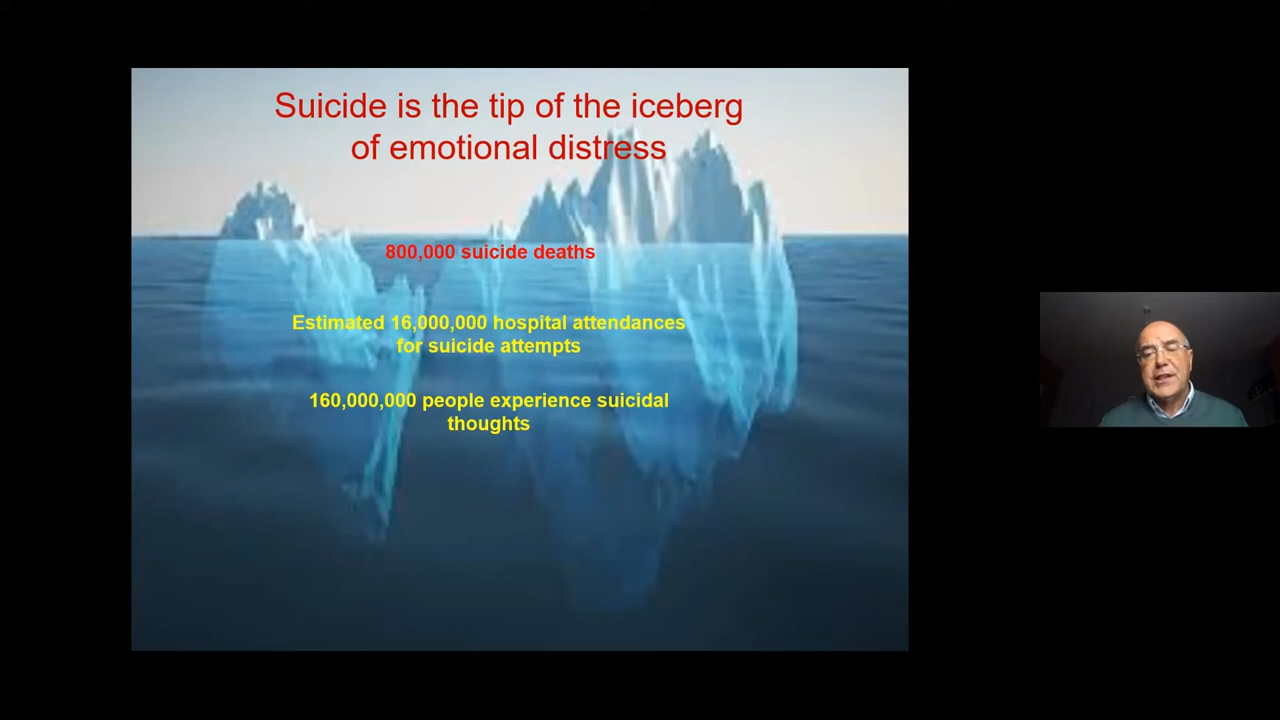 Suicide is the tip of the iceberg
of emotional distress
800,000 suicide deaths
Estimated 16,000,000 hospital attendances
for suicide attempts
160,000,000 people experience suicidal
thoughts